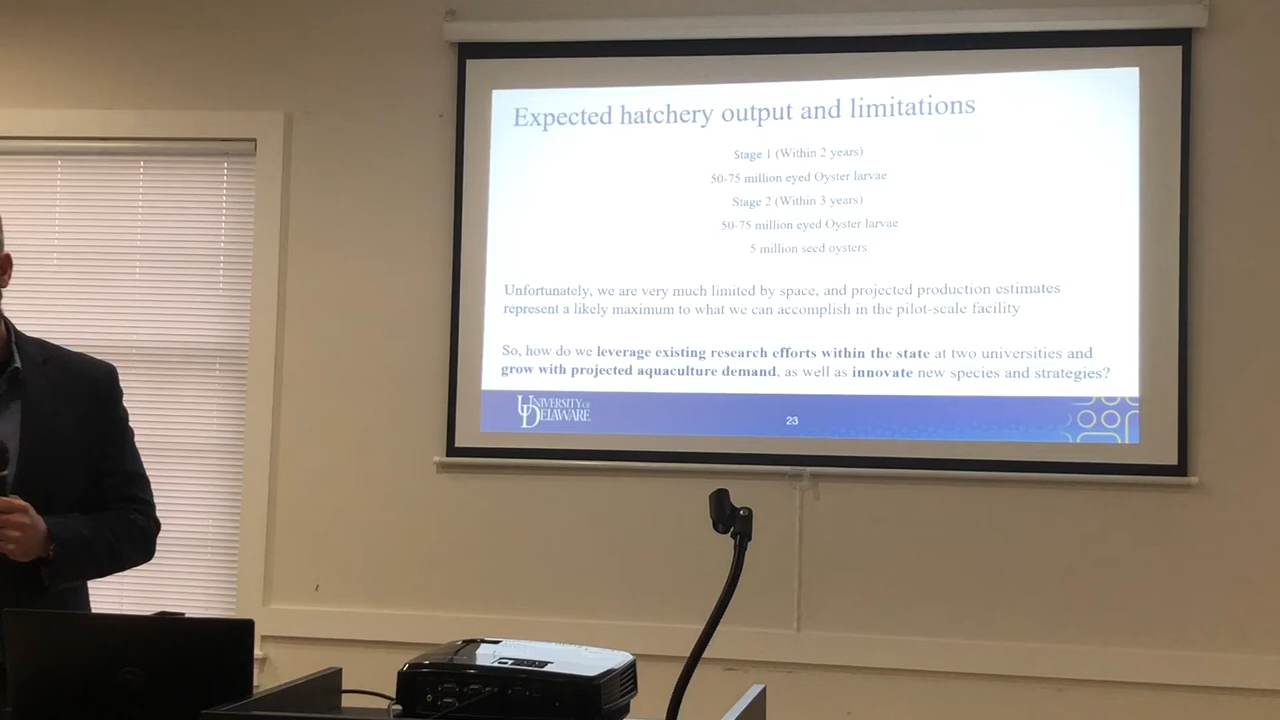 Expected hatchery output and limitations
Stage 1 (Within 2 years)
50-75 million eyed Oyster larvae
Stage 2 (Within 3 years)
50-75 million eyed Oyster larvae
5 million seed oysters
Unfortunately, we are very much limited by space, and projected production estimates
represent a likely maximum to what we can accomplish in the pilot-scale facility
So, how do we leverage existing research efforts within the state at two universities and
grow with projected aquaculture demand, as well as innovate new species and strategies?
UNIVERSITY OF
DELAWARE
23